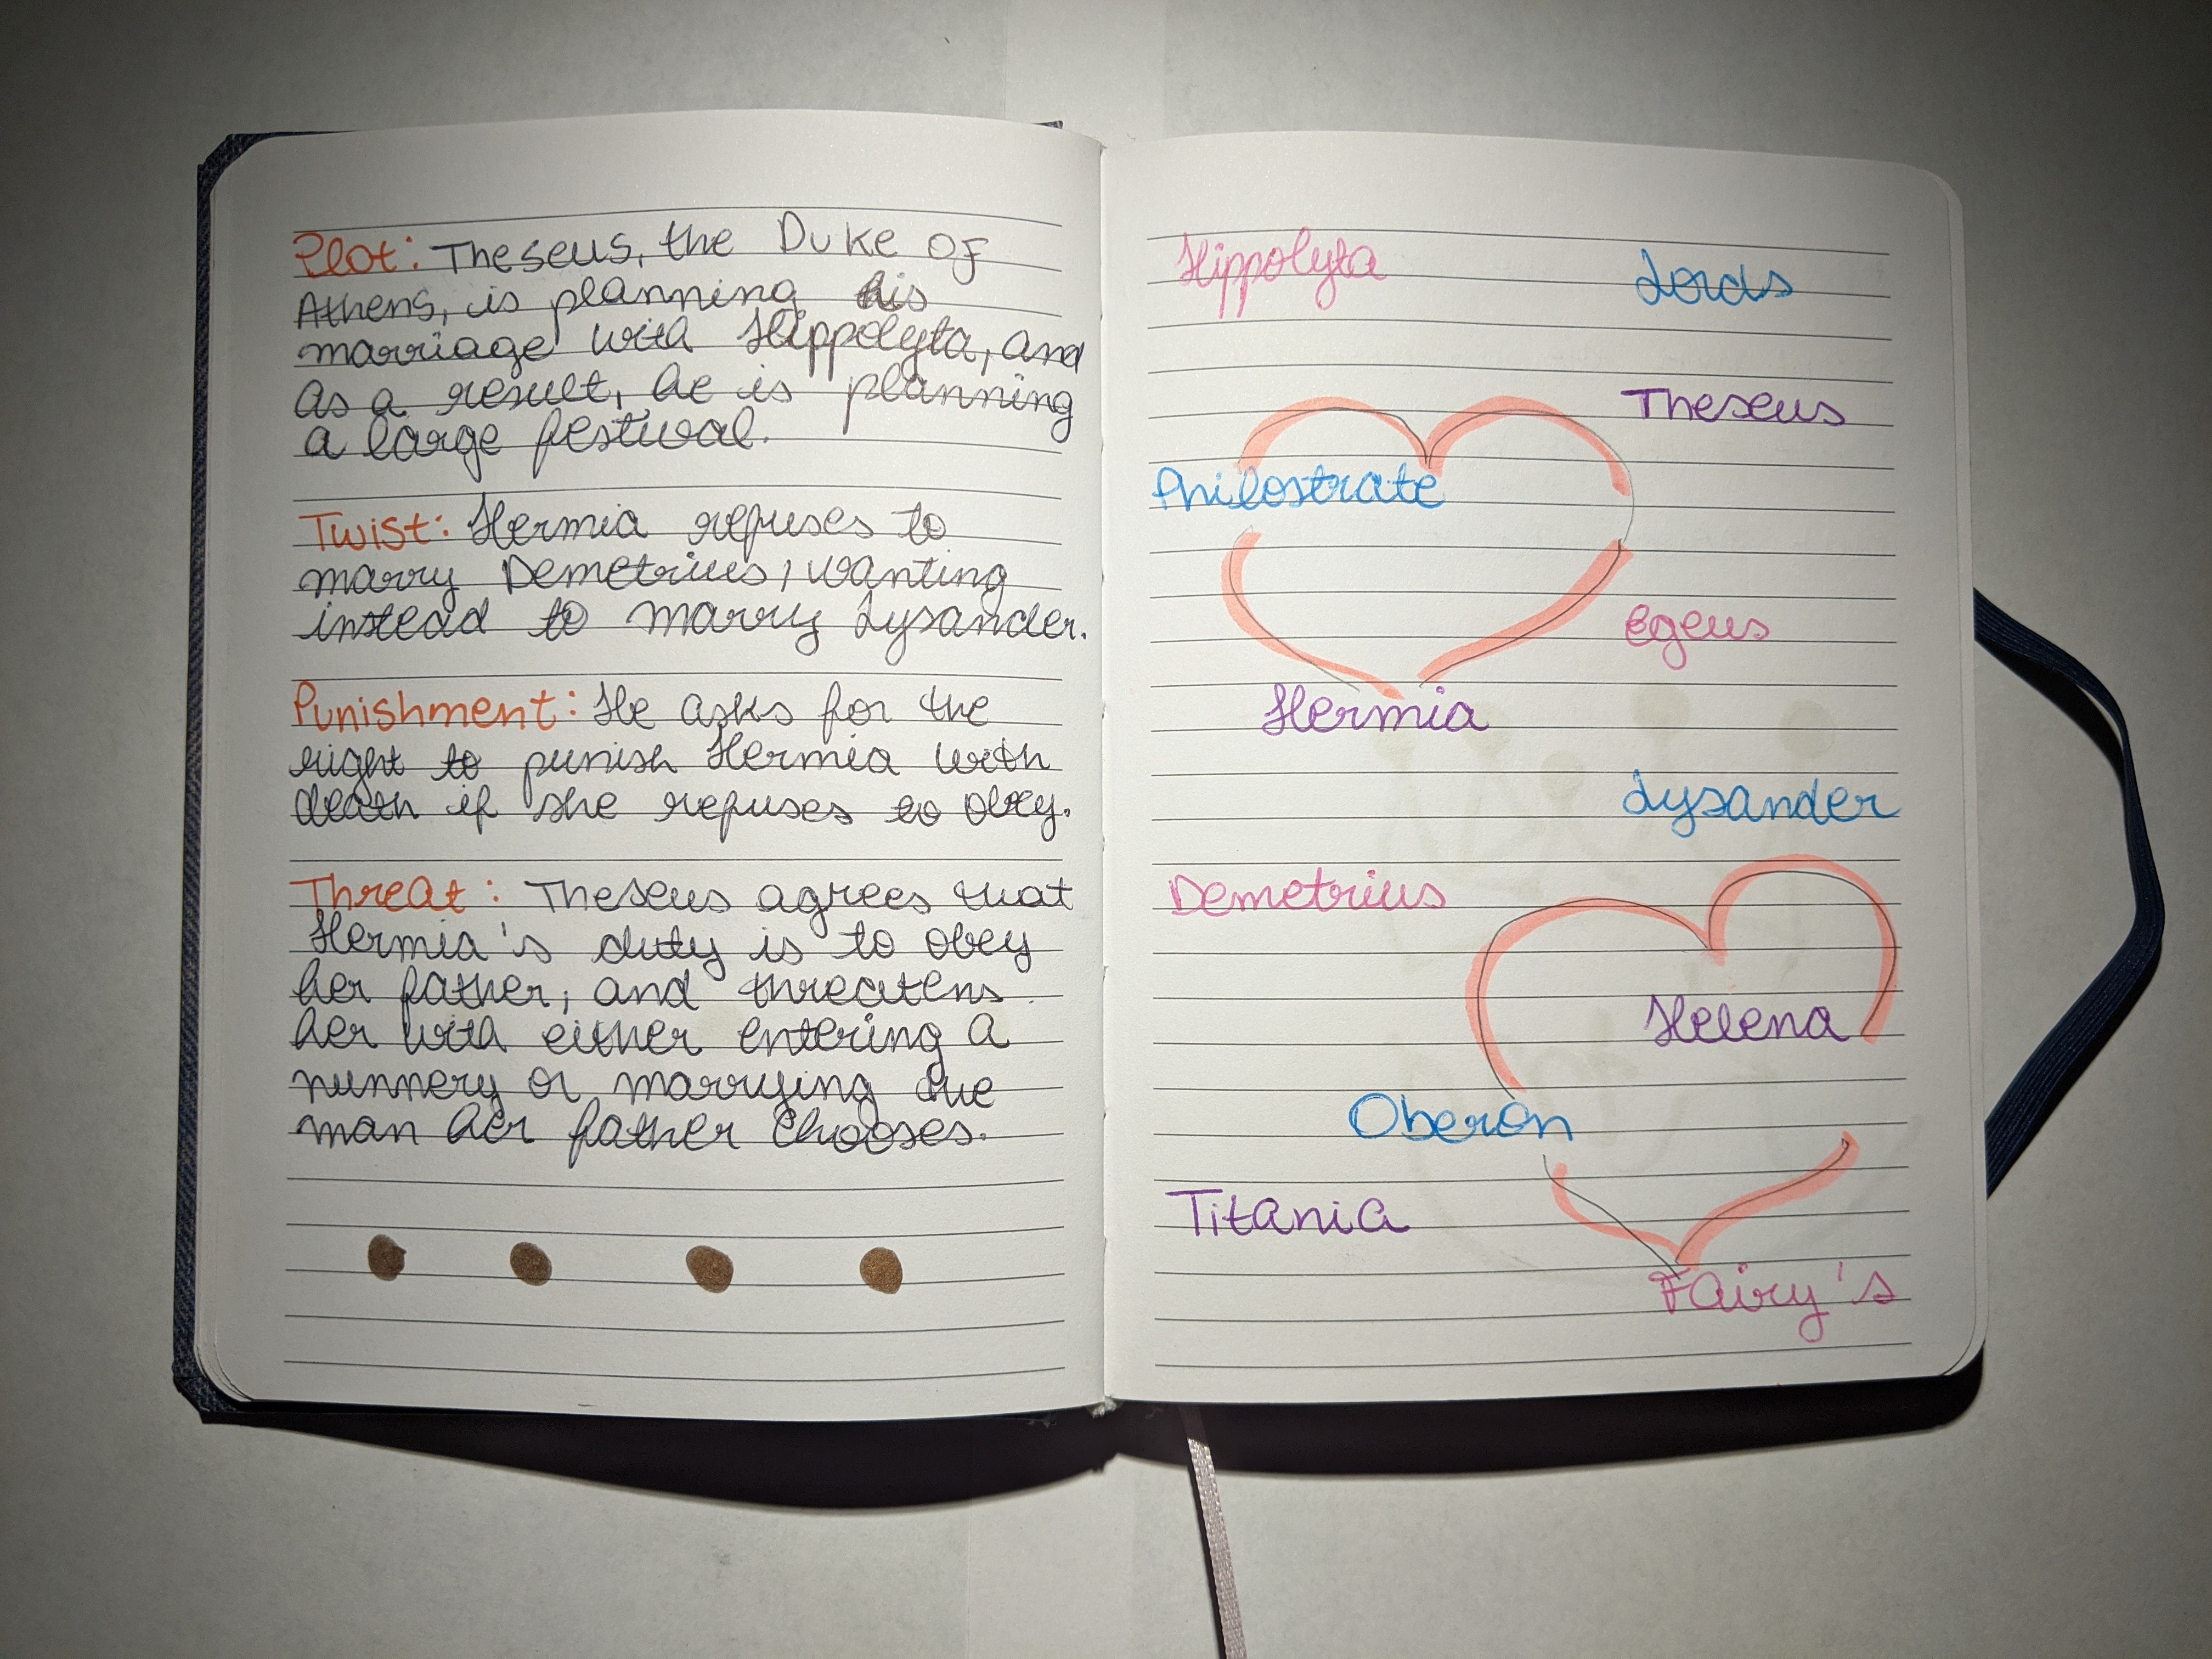 Plot: Theseus, the Duke of
Athens, is planning his
marriage with Hippolyta, and
as a result, he is planning
a large festival.
Twist: Hermia refuses to
marry Demetrius, wanting
instead to marry Lysander.
Punishment: He asks for the
right to punish Hermia with
death if she refuses to obey.
Threat: Theseus agrees that
Hermia's duty is to obey
her father, and threatens
her with either entering a
nunnery or marrying the
man her father chooses.
Hippolyta
Lords
Theseus
Philostrate
Egeus
Hermia
Lysander
Demetrius
Helena
Oberon
Titania
Fairy's